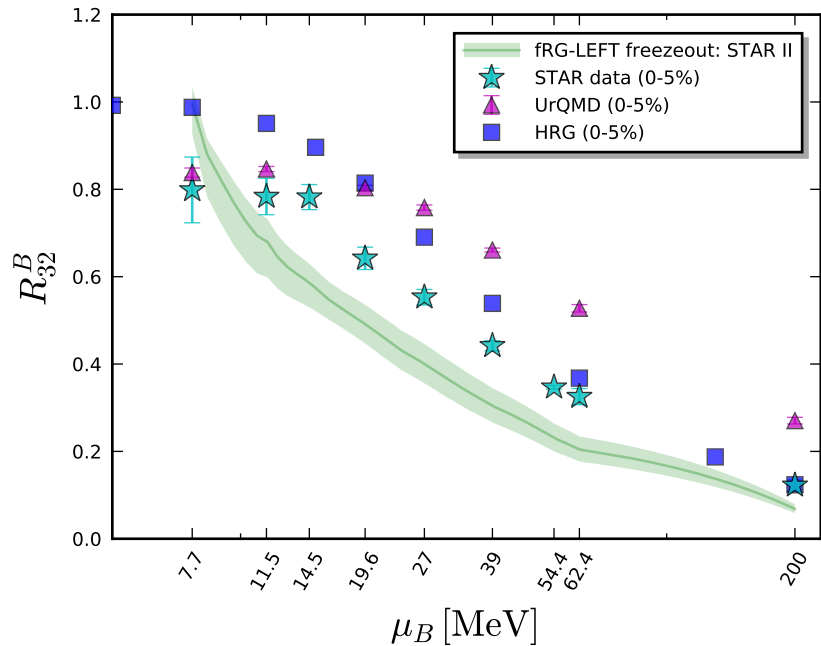 1.2
1.0
0.8
0.6
0.4
0.2
0.0
R_{32}^B
fRG-LEFT freezeout: STAR II
STAR data (0-5%)
UrQMD (0-5%)
HRG (0-5%)
7.7 11.5 14.5 19.6 27 39 54.4 62.4 200
μ_B [MeV]